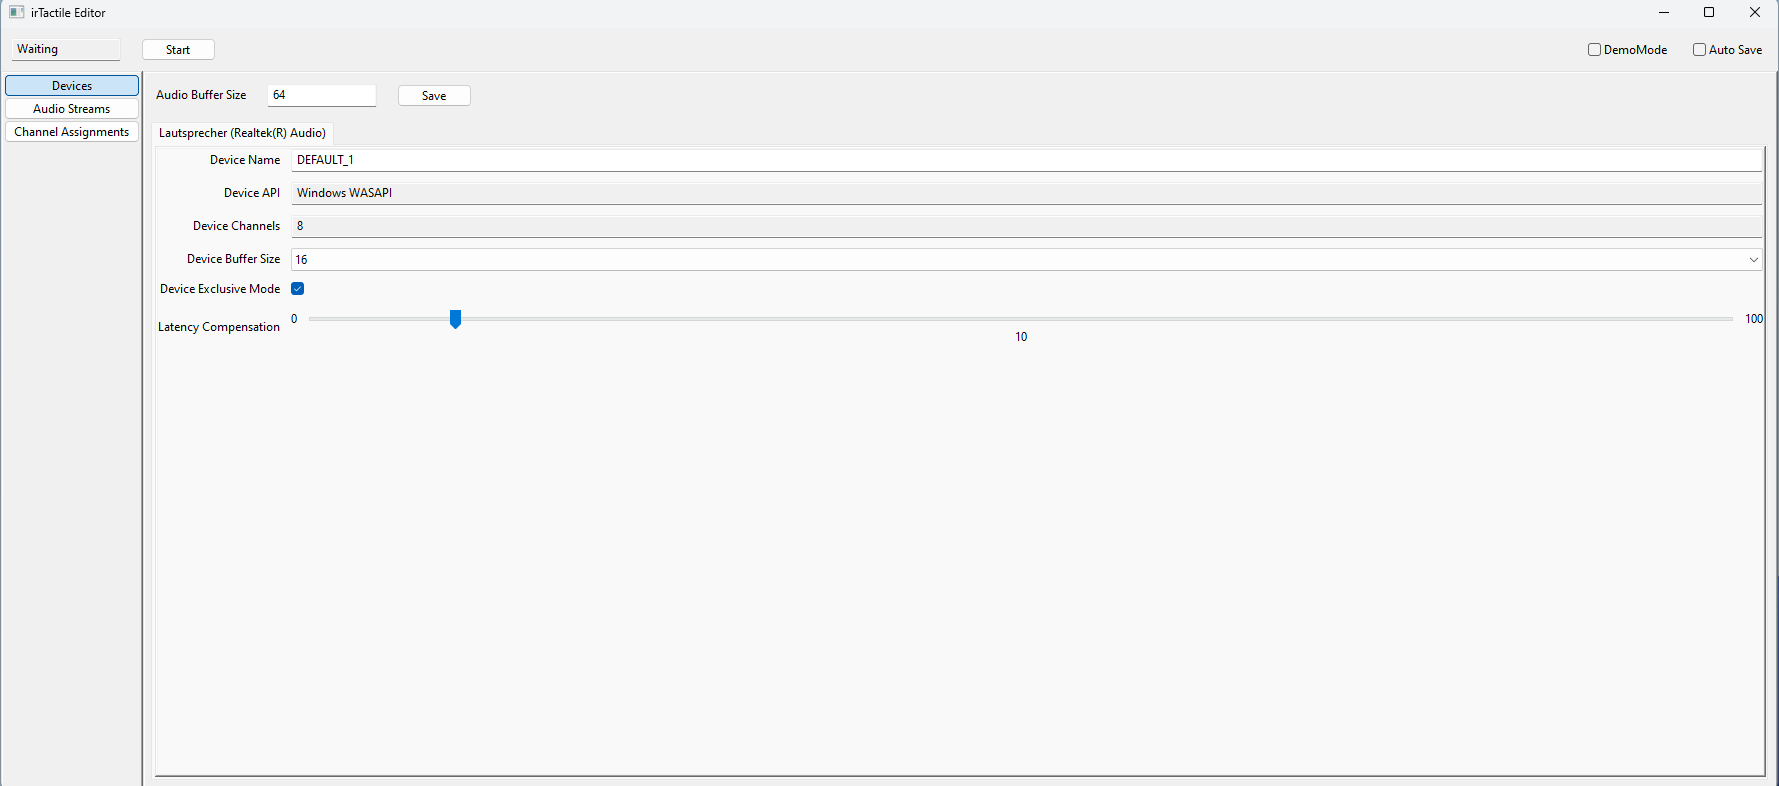 irTactile Editor
Waiting
Start
DemoMode
Auto Save
Devices
Audio Streams
Channel Assignments
Audio Buffer Size
64
Save
Lautsprecher (Realtek(R) Audio)
Device Name
DEFAULT_1
Device API
Windows WASAPI
Device Channels
8
Device Buffer Size
16
Device Exclusive Mode
Latency Compensation
0
100
10